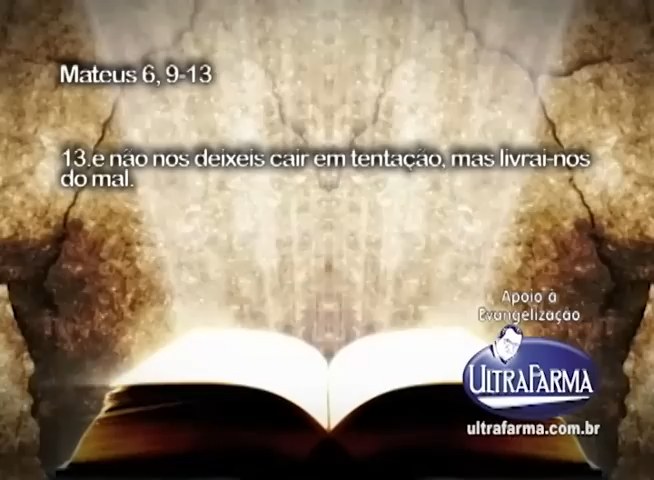 Mateus 6, 9-13
13.e não nos deixeis cair em tentação, mas livrai-nos
do mal.
Apoio à
Evangelização
ULTRAFARMA
ultrafarma.com.br